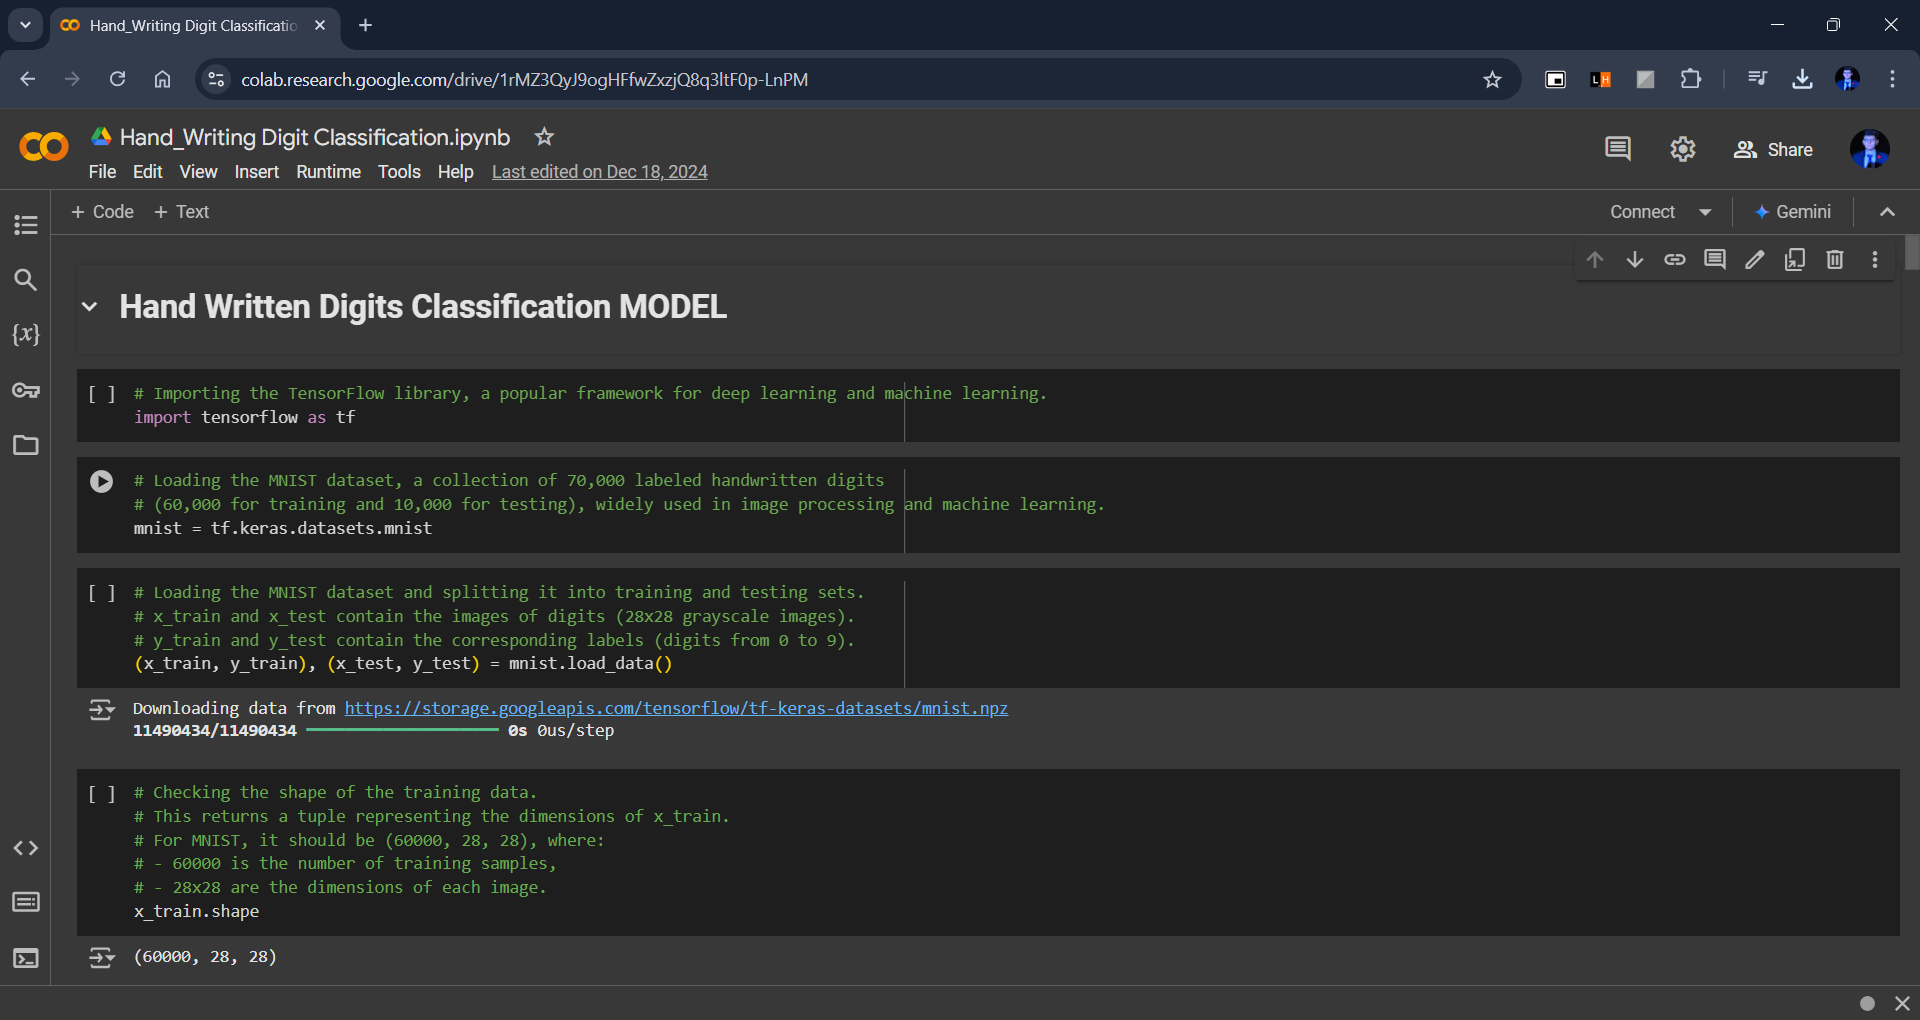 Hand_Writing Digit Classificatio
colab.research.google.com/drive/1rMZ3QyJ9ogHFfwZxzjQ8q3ltF0p-LnPM
LH
Hand_Writing Digit Classification.ipynb
File Edit View Insert Runtime Tools Help Last edited on Dec 18, 2024
Share
+ Code + Text
Connect
Gemini
Hand Written Digits Classification MODEL
[ ] # Importing the TensorFlow library, a popular framework for deep learning and machine learning.
import tensorflow as tf
# Loading the MNIST dataset, a collection of 70,000 labeled handwritten digits
# (60,000 for training and 10,000 for testing), widely used in image processing and machine learning.
mnist = tf.keras.datasets.mnist
[ ] # Loading the MNIST dataset and splitting it into training and testing sets.
# x_train and x_test contain the images of digits (28x28 grayscale images).
# y_train and y_test contain the corresponding labels (digits from 0 to 9).
(x_train, y_train), (x_test, y_test) = mnist.load_data()
Downloading data from https://storage.googleapis.com/tensorflow/tf-keras-datasets/mnist.npz
11490434/11490434 ━━━━━━━━━━━━━━━━━━━━ 0s 0us/step
[ ] # Checking the shape of the training data.
# This returns a tuple representing the dimensions of x_train.
# For MNIST, it should be (60000, 28, 28), where:
# - 60000 is the number of training samples,
# - 28x28 are the dimensions of each image.
x_train.shape
(60000, 28, 28)